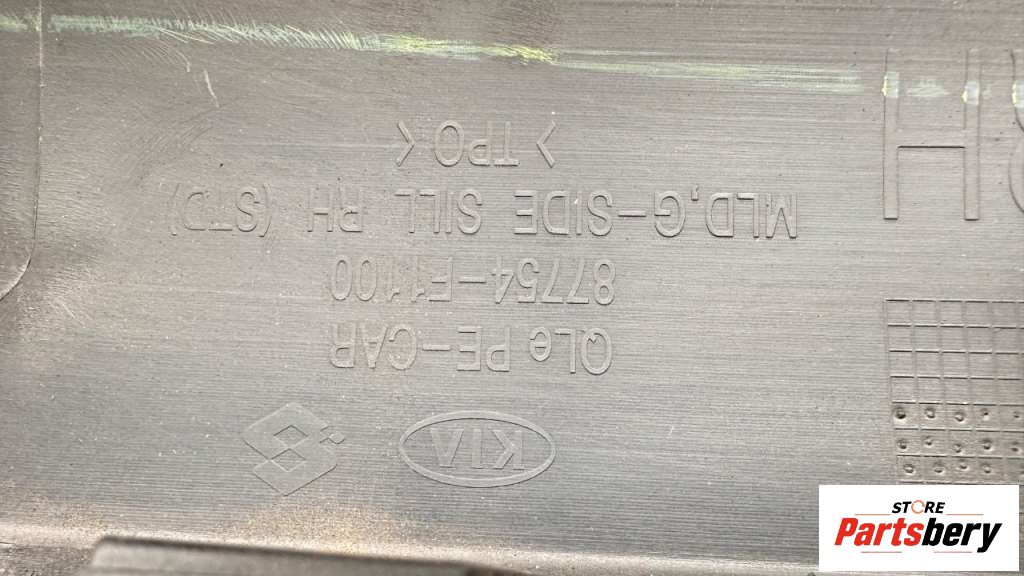 KIA
QLe PE-CAR
87754-F1100
MLD,G-SIDE SILL RH (STD)
>TPO<
STORE
Partsbery